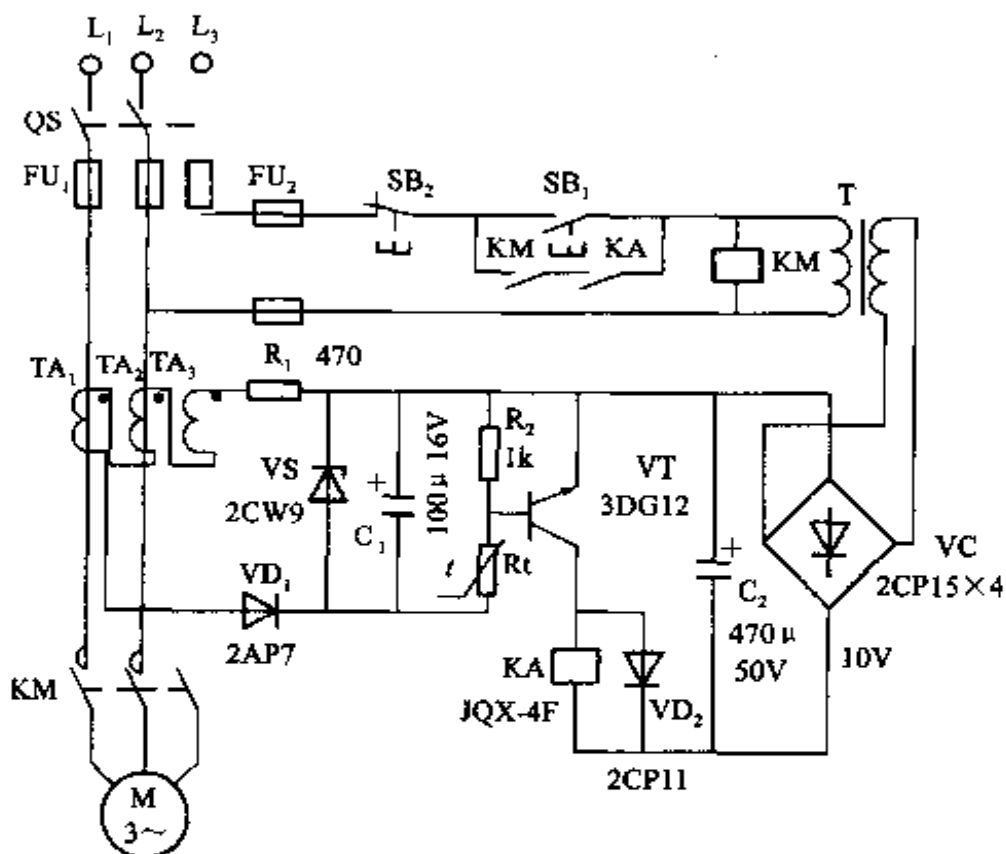 L₁ L₂ L₃
QS
FU₁ FU₂ SB₂ SB₁ T
KM KA KM
TA₁ TA₂ TA₃ R₁ 470
VS
2CW9
+
C₁
100μ 16V
R₂
1k
VT
3DG12
t Rt
VD₁
2AP7
+
C₂
470μ
50V
VC
2CP15×4
10V
KM
KA
JQX-4F
VD₂
2CP11
M
3～